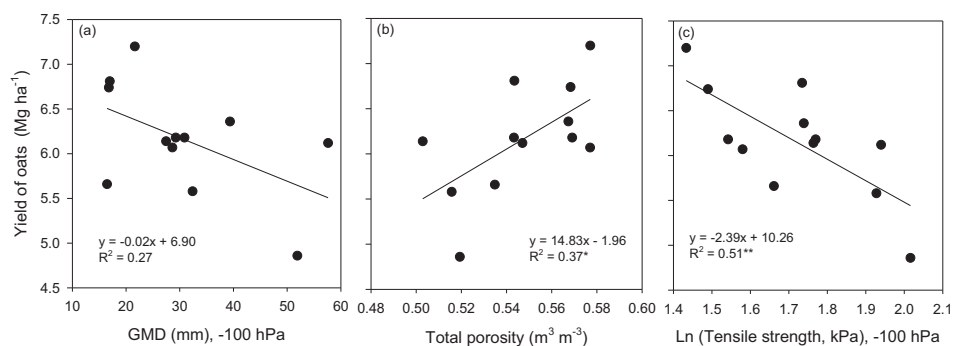 (a)
(b)
(c)
Yield of oats (Mg ha⁻¹)
7.5
7.0
6.5
6.0
5.5
5.0
4.5
y = -0.02x + 6.90
R² = 0.27
y = 14.83x - 1.96
R² = 0.37*
y = -2.39x + 10.26
R² = 0.51**
10 20 30 40 50 60
0.48 0.50 0.52 0.54 0.56 0.58 0.60
1.4 1.5 1.6 1.7 1.8 1.9 2.0 2.1
GMD (mm), -100 hPa
Total porosity (m³ m⁻³)
Ln (Tensile strength, kPa), -100 hPa